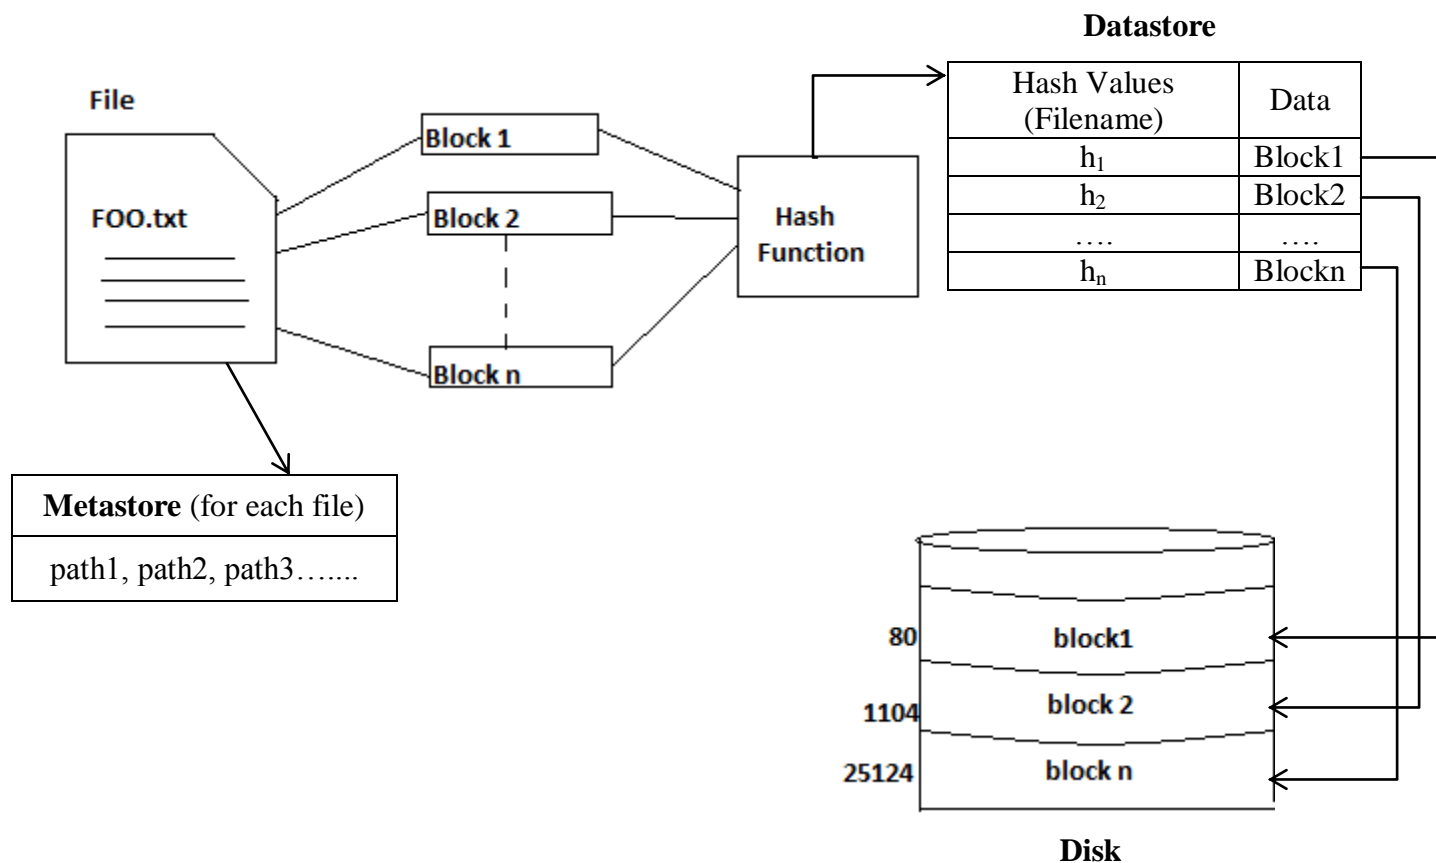 Datastore
Hash Values
(Filename)
Data
h₁
Block1
h₂
Block2
….
….
hₙ
Blockn
File
FOO.txt
Block 1
Block 2
Block n
Hash
Function
Metastore (for each file)
path1, path2, path3…....
80
block1
1104
block 2
25124
block n
Disk